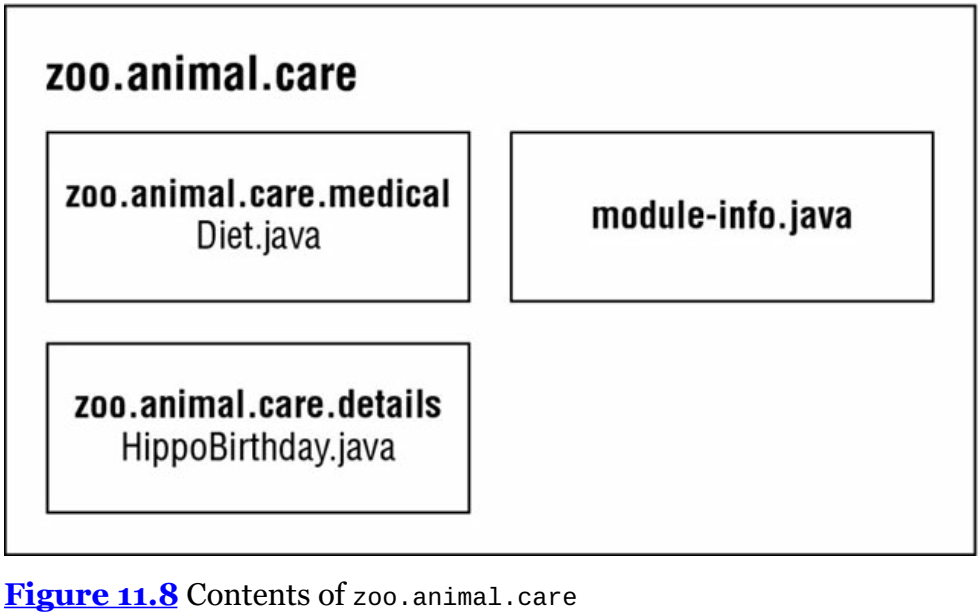 zoo.animal.care
zoo.animal.care.medical
Diet.java
module-info.java
zoo.animal.care.details
HippoBirthday.java
Figure 11.8 Contents of zoo.animal.care